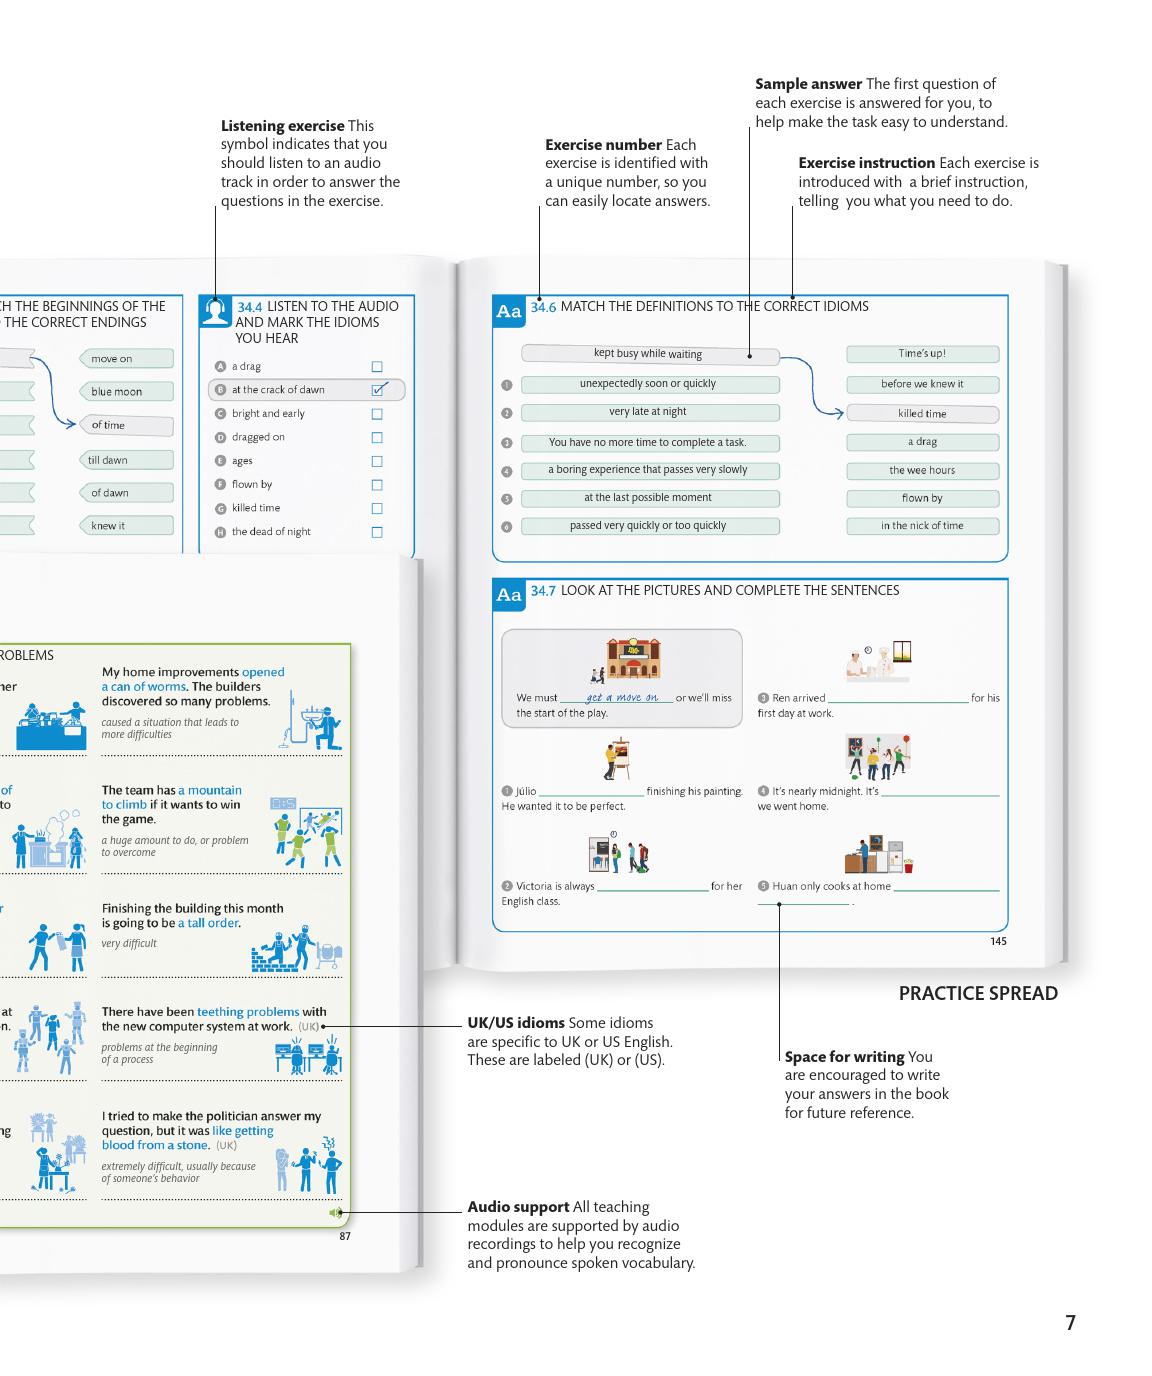 Sample answer The first question of
each exercise is answered for you, to
help make the task easy to understand.
Listening exercise This
symbol indicates that you
should listen to an audio
track in order to answer the
questions in the exercise.
Exercise number Each
exercise is identified with
a unique number, so you
can easily locate answers.
Exercise instruction Each exercise is
introduced with a brief instruction,
telling you what you need to do.
CH THE BEGINNINGS OF THE
THE CORRECT ENDINGS
move on
blue moon
of time
till dawn
of dawn
knew it
34.4 LISTEN TO THE AUDIO
AND MARK THE IDIOMS
YOU HEAR
A a drag
B at the crack of dawn
C bright and early
D dragged on
E ages
F flown by
G killed time
H the dead of night
Aa 34.6 MATCH THE DEFINITIONS TO THE CORRECT IDIOMS
kept busy while waiting
1 unexpectedly soon or quickly
2 very late at night
3 You have no more time to complete a task.
4 a boring experience that passes very slowly
5 at the last possible moment
6 passed very quickly or too quickly
Time's up!
before we knew it
killed time
a drag
the wee hours
flown by
in the nick of time
Aa 34.7 LOOK AT THE PICTURES AND COMPLETE THE SENTENCES
We must get a move on or we'll miss
the start of the play.
1 Júlio finishing his painting.
He wanted it to be perfect.
2 Victoria is always for her
English class.
3 Ren arrived for his
first day at work.
4 It's nearly midnight. It's
we went home.
5 Huan only cooks at home
.
145
PRACTICE SPREAD
ROBLEMS
her
of
to
r
at
n.
ng
My home improvements opened
a can of worms. The builders
discovered so many problems.
caused a situation that leads to
more difficulties
The team has a mountain
to climb if it wants to win
the game.
a huge amount to do, or problem
to overcome
Finishing the building this month
is going to be a tall order.
very difficult
There have been teething problems with
the new computer system at work. (UK)
problems at the beginning
of a process
I tried to make the politician answer my
question, but it was like getting
blood from a stone. (UK)
extremely difficult, usually because
of someone's behavior
87
UK/US idioms Some idioms
are specific to UK or US English.
These are labeled (UK) or (US).
Space for writing You
are encouraged to write
your answers in the book
for future reference.
Audio support All teaching
modules are supported by audio
recordings to help you recognize
and pronounce spoken vocabulary.
7